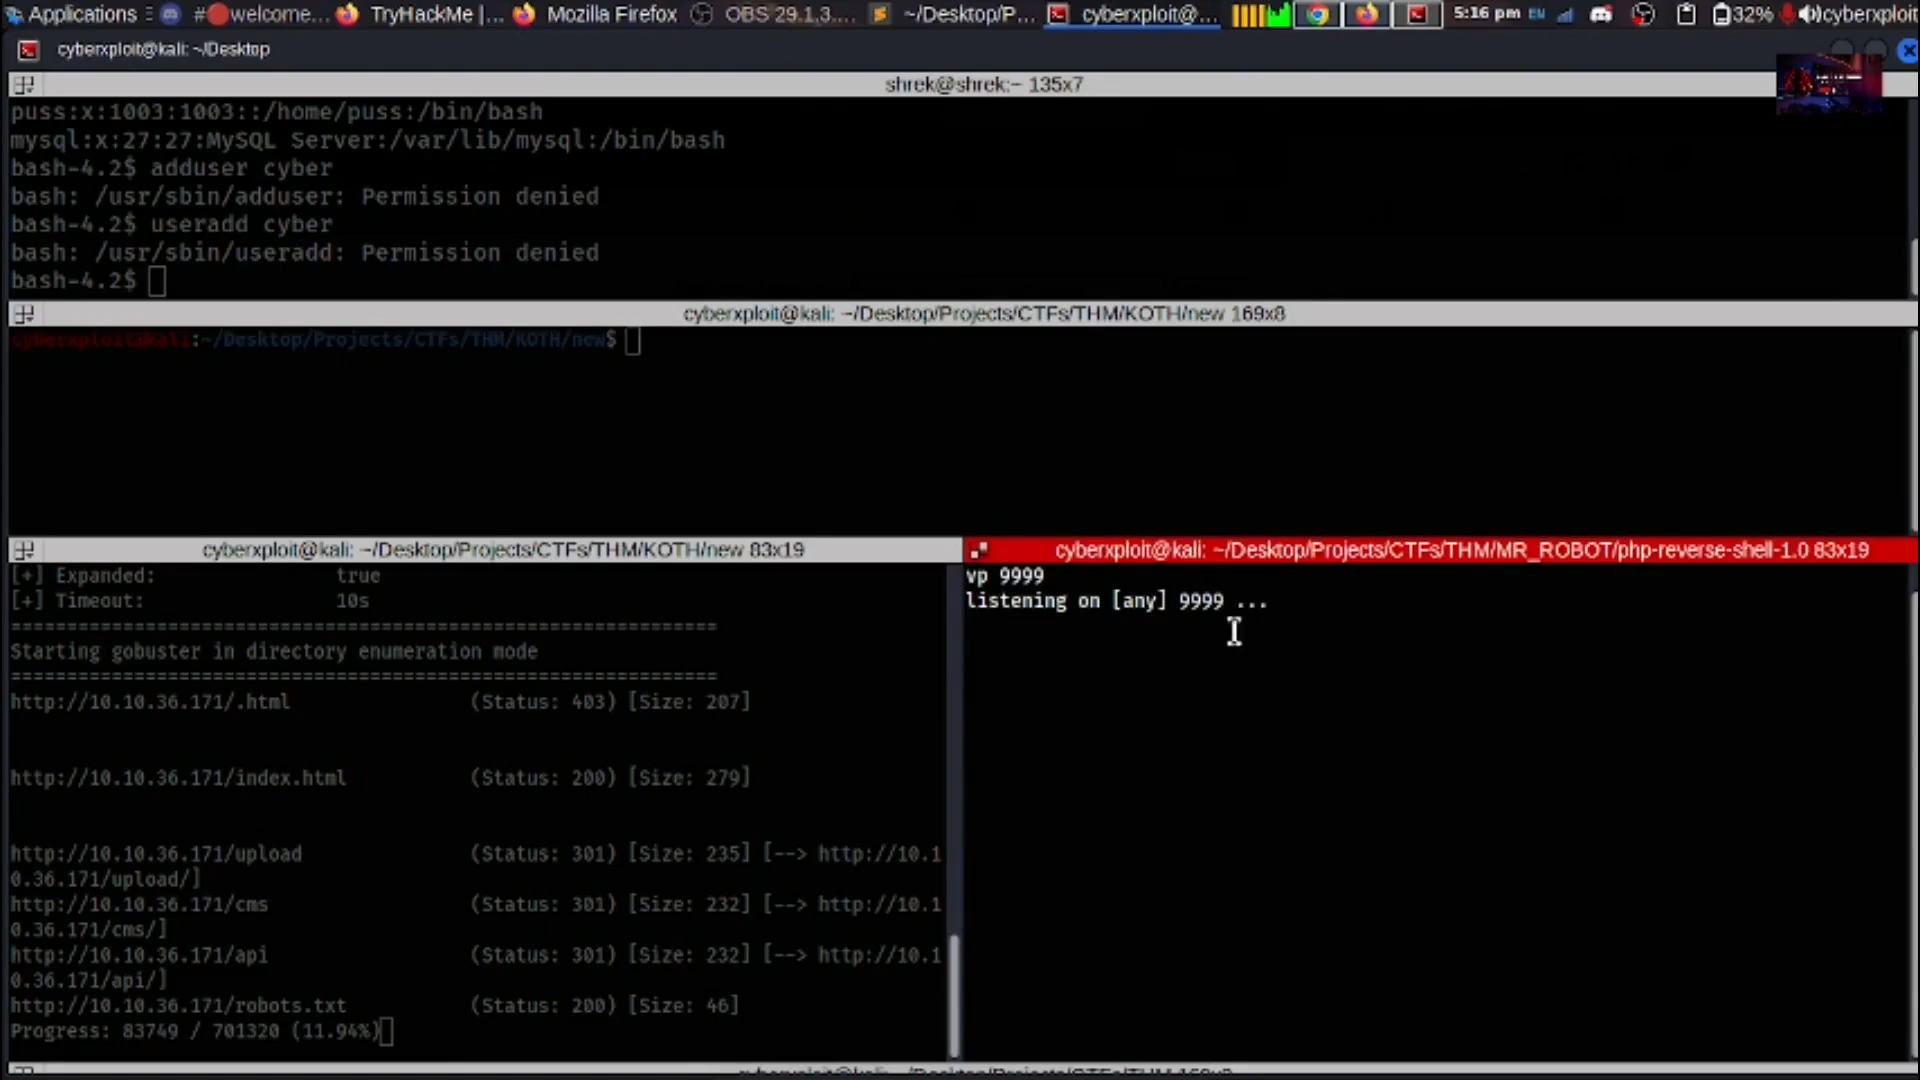 Applications #welcome... TryHackMe |... Mozilla Firefox OBS 29.1.3.... ~/Desktop/P... cyberxploit@... 5:16 pm EN 32% cyberxploit
cyberxploit@kali: ~/Desktop
shrek@shrek:~ 135x7
puss:x:1003:1003::/home/puss:/bin/bash
mysql:x:27:27:MySQL Server:/var/lib/mysql:/bin/bash
bash-4.2$ adduser cyber
bash: /usr/sbin/adduser: Permission denied
bash-4.2$ useradd cyber
bash: /usr/sbin/useradd: Permission denied
bash-4.2$
cyberxploit@kali: ~/Desktop/Projects/CTFs/THM/KOTH/new 169x8
cyberxploit@kali:~/Desktop/Projects/CTFs/THM/KOTH/new$
cyberxploit@kali: ~/Desktop/Projects/CTFs/THM/KOTH/new 83x19
[+] Expanded: true
[+] Timeout: 10s
===============================================================
Starting gobuster in directory enumeration mode
===============================================================
http://10.10.36.171/.html (Status: 403) [Size: 207]
http://10.10.36.171/index.html (Status: 200) [Size: 279]
http://10.10.36.171/upload (Status: 301) [Size: 235] [--> http://10.1
0.36.171/upload/]
http://10.10.36.171/cms (Status: 301) [Size: 232] [--> http://10.1
0.36.171/cms/]
http://10.10.36.171/api (Status: 301) [Size: 232] [--> http://10.1
0.36.171/api/]
http://10.10.36.171/robots.txt (Status: 200) [Size: 46]
Progress: 83749 / 701320 (11.94%)
cyberxploit@kali: ~/Desktop/Projects/CTFs/THM/MR_ROBOT/php-reverse-shell-1.0 83x19
vp 9999
listening on [any] 9999 ...